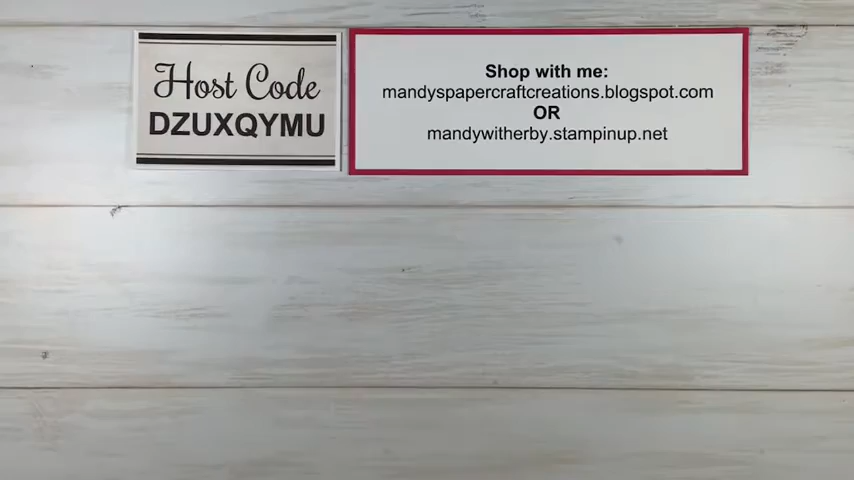 Host Code
DZUXQYMU
Shop with me:
mandyspapercraftcreations.blogspot.com
OR
mandywitherby.stampinup.net